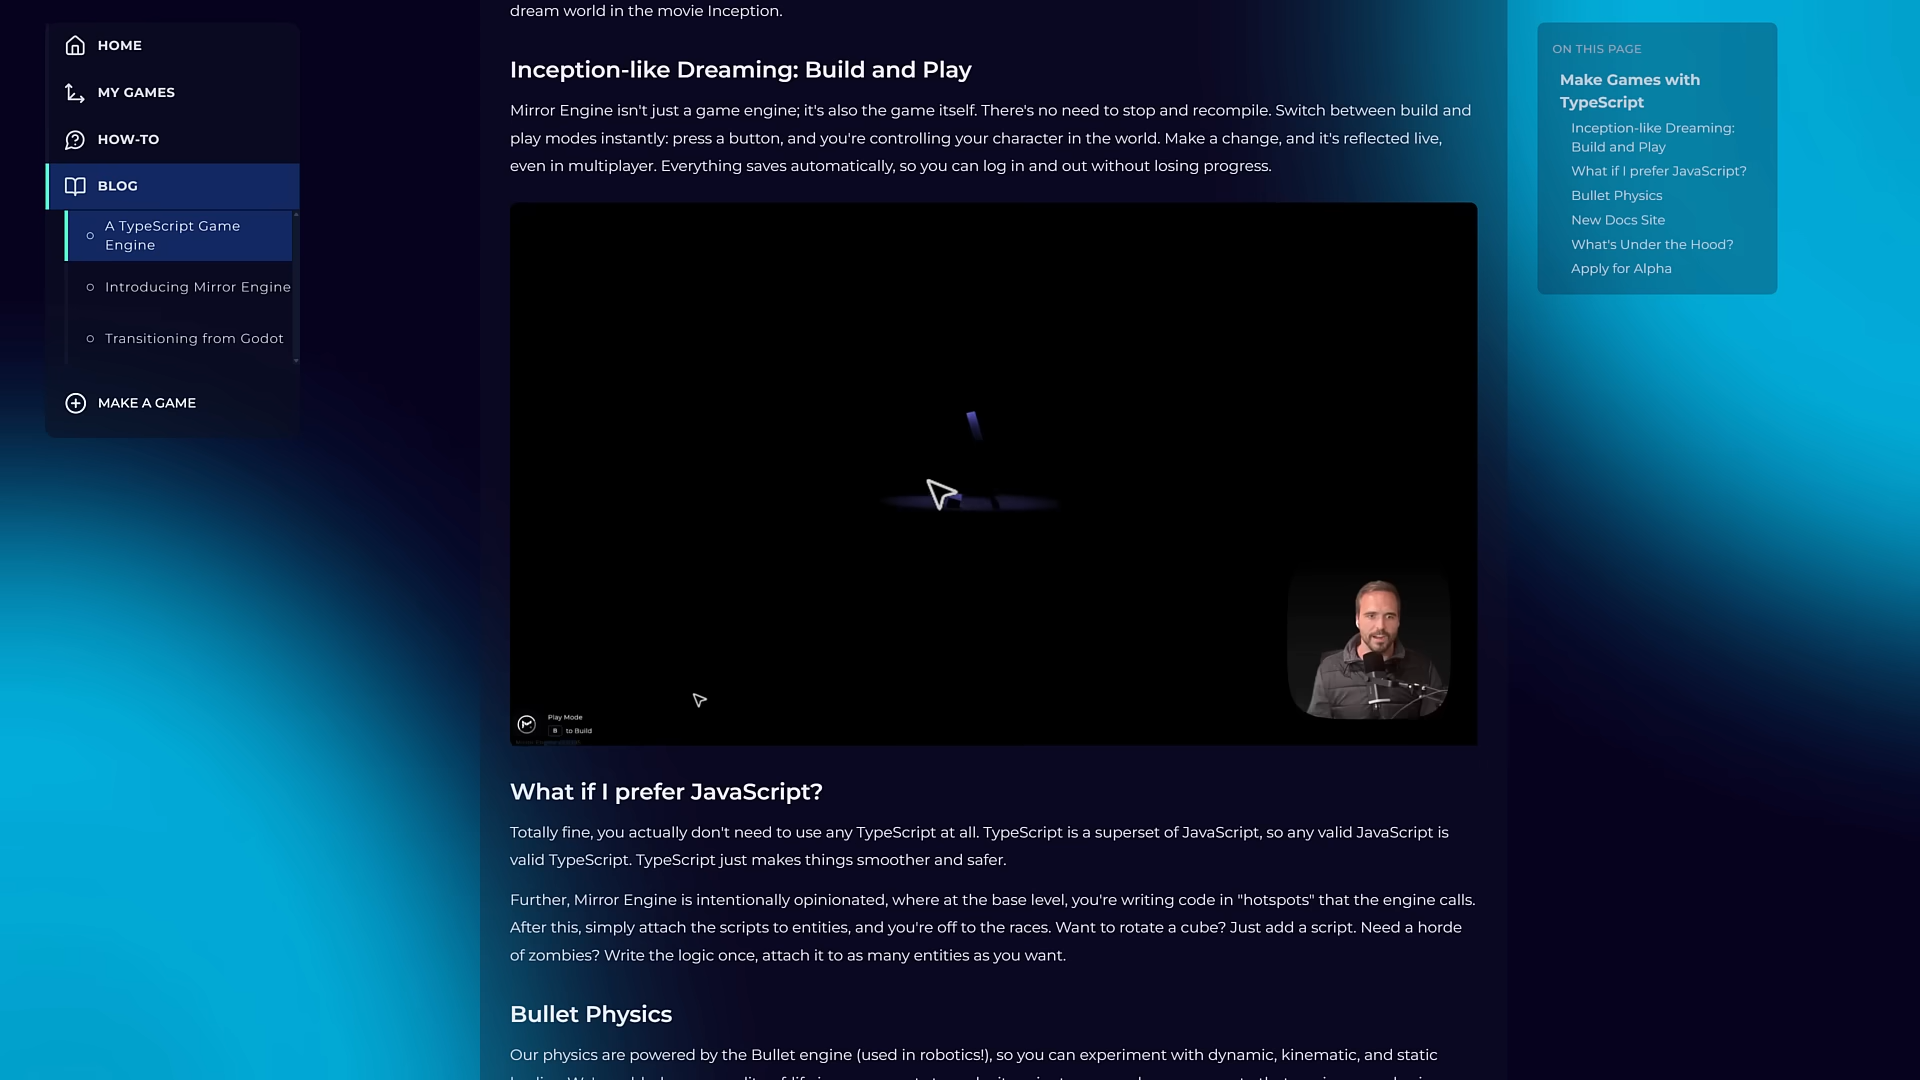 dream world in the movie Inception.
HOME
MY GAMES
HOW-TO
BLOG
A TypeScript Game
Engine
Introducing Mirror Engine
Transitioning from Godot
MAKE A GAME
Inception-like Dreaming: Build and Play
Mirror Engine isn't just a game engine; it's also the game itself. There's no need to stop and recompile. Switch between build and
play modes instantly: press a button, and you're controlling your character in the world. Make a change, and it's reflected live,
even in multiplayer. Everything saves automatically, so you can log in and out without losing progress.
Play Mode
B to Build
What if I prefer JavaScript?
Totally fine, you actually don't need to use any TypeScript at all. TypeScript is a superset of JavaScript, so any valid JavaScript is
valid TypeScript. TypeScript just makes things smoother and safer.
Further, Mirror Engine is intentionally opinionated, where at the base level, you're writing code in "hotspots" that the engine calls.
After this, simply attach the scripts to entities, and you're off to the races. Want to rotate a cube? Just add a script. Need a horde
of zombies? Write the logic once, attach it to as many entities as you want.
Bullet Physics
Our physics are powered by the Bullet engine (used in robotics!), so you can experiment with dynamic, kinematic, and static
ON THIS PAGE
Make Games with
TypeScript
Inception-like Dreaming:
Build and Play
What if I prefer JavaScript?
Bullet Physics
New Docs Site
What's Under the Hood?
Apply for Alpha